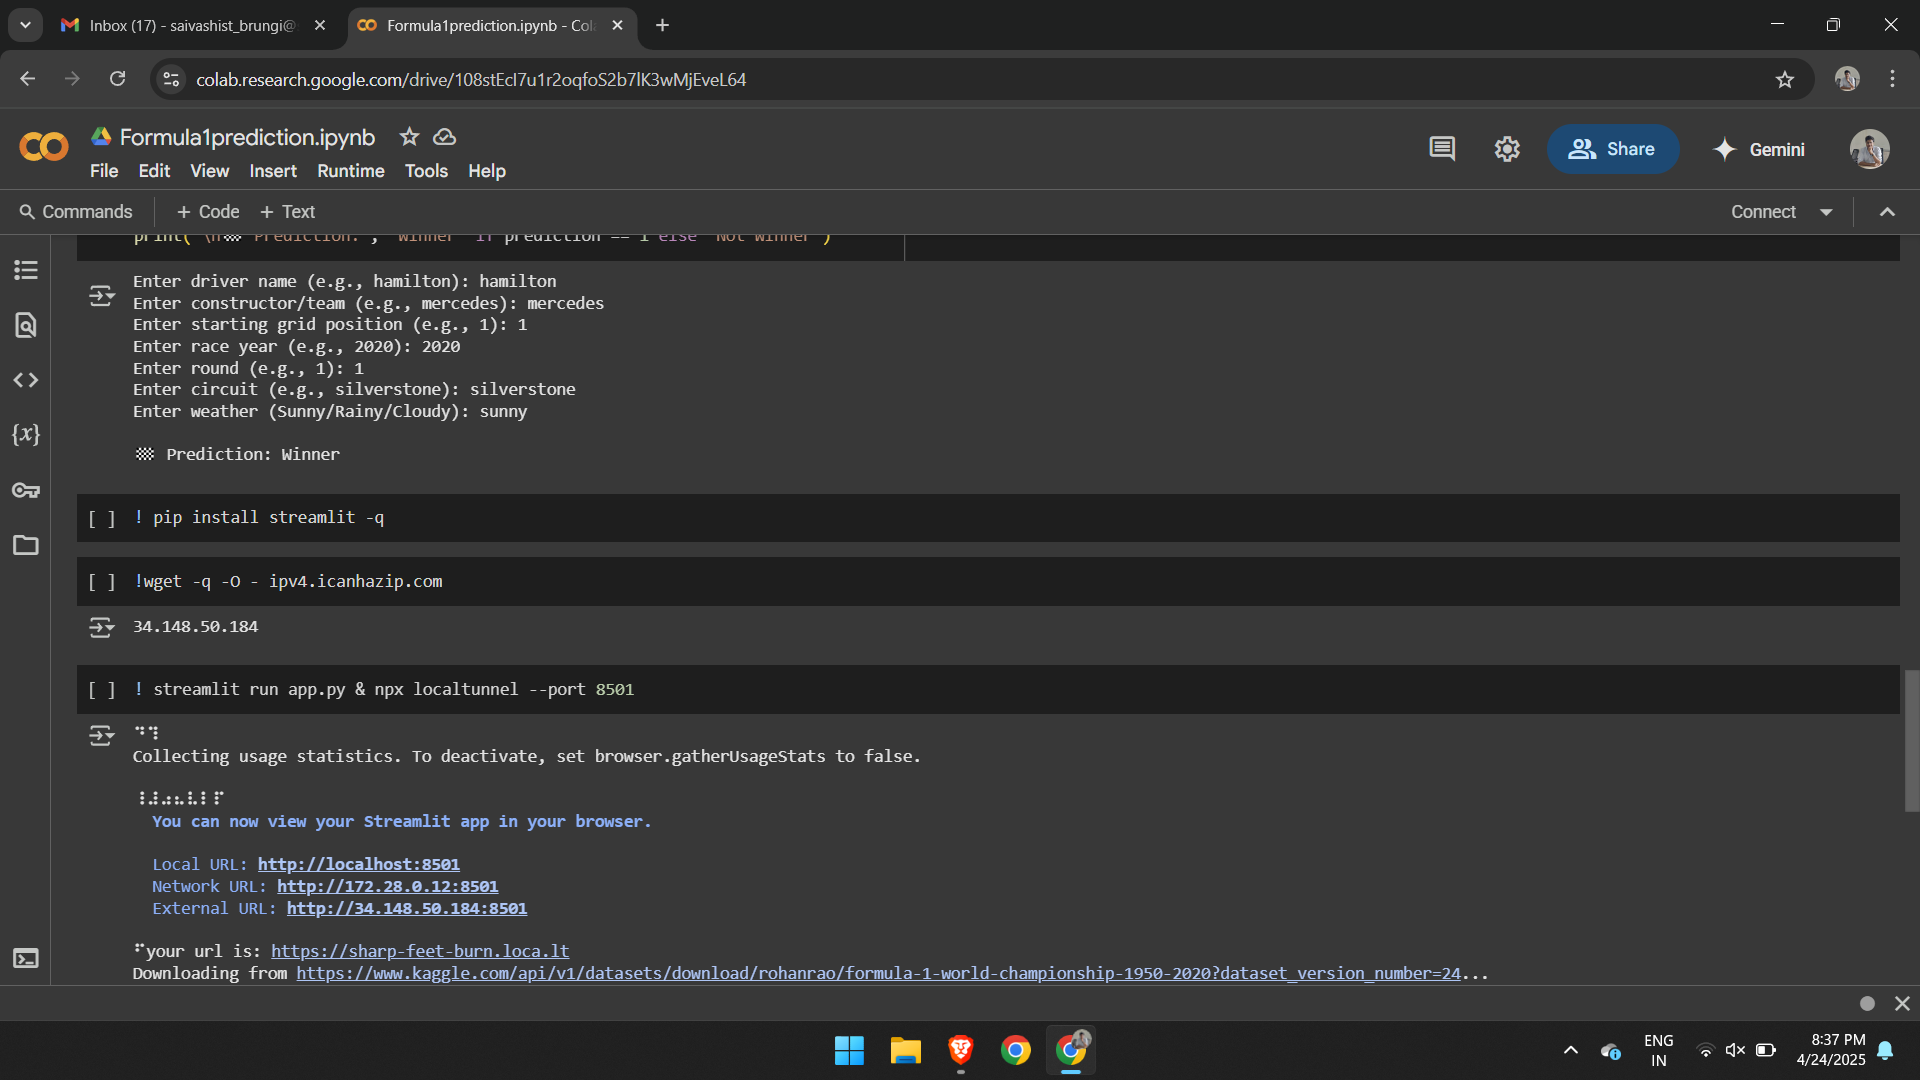 Inbox (17) - saivashist_brungi@
Formula1prediction.ipynb - Col
colab.research.google.com/drive/108stEcI7u1r2oqfoS2b7lK3wMjEveL64
Formula1prediction.ipynb
Share
Gemini
File Edit View Insert Runtime Tools Help
Commands + Code + Text
Connect
print("\n🏁 Prediction:", "Winner" if prediction == 1 else "Not Winner")
Enter driver name (e.g., hamilton): hamilton
Enter constructor/team (e.g., mercedes): mercedes
Enter starting grid position (e.g., 1): 1
Enter race year (e.g., 2020): 2020
Enter round (e.g., 1): 1
Enter circuit (e.g., silverstone): silverstone
Enter weather (Sunny/Rainy/Cloudy): sunny
🏁 Prediction: Winner
[ ] ! pip install streamlit -q
[ ] !wget -q -O - ipv4.icanhazip.com
34.148.50.184
[ ] ! streamlit run app.py & npx localtunnel --port 8501
Collecting usage statistics. To deactivate, set browser.gatherUsageStats to false.
You can now view your Streamlit app in your browser.
Local URL: http://localhost:8501
Network URL: http://172.28.0.12:8501
External URL: http://34.148.50.184:8501
your url is: https://sharp-feet-burn.loca.lt
Downloading from https://www.kaggle.com/api/v1/datasets/download/rohanrao/formula-1-world-championship-1950-2020?dataset_version_number=24...
ENG
IN
8:37 PM
4/24/2025